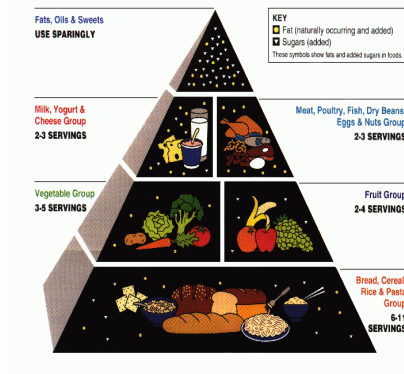 Fats, Oils & Sweets
USE SPARINGLY
KEY
Fat (naturally occurring and added)
Sugars (added)
These symbols show fats and added sugars in foods.
Milk, Yogurt &
Cheese Group
2-3 SERVINGS
Meat, Poultry, Fish, Dry Beans
Eggs & Nuts Group
2-3 SERVINGS
Vegetable Group
3-5 SERVINGS
Fruit Group
2-4 SERVINGS
Bread, Cereal
Rice & Pasta
Group
6-11
SERVINGS